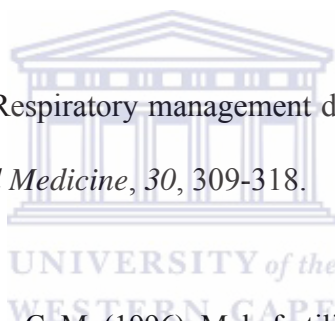 Respiratory management d
l Medicine, 30, 309-318.
UNIVERSITY of the
WESTERN CAPE
C. M. (1996). Male fertili